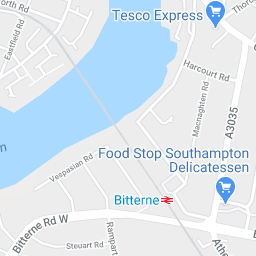 Tesco Express
Eastfield Rd
Harcourt Rd
Macnaghten Rd
A3035
Food Stop Southampton
Delicatessen
Vespasian Rd
Bitterne
Bitterne Rd W
Steuart Rd